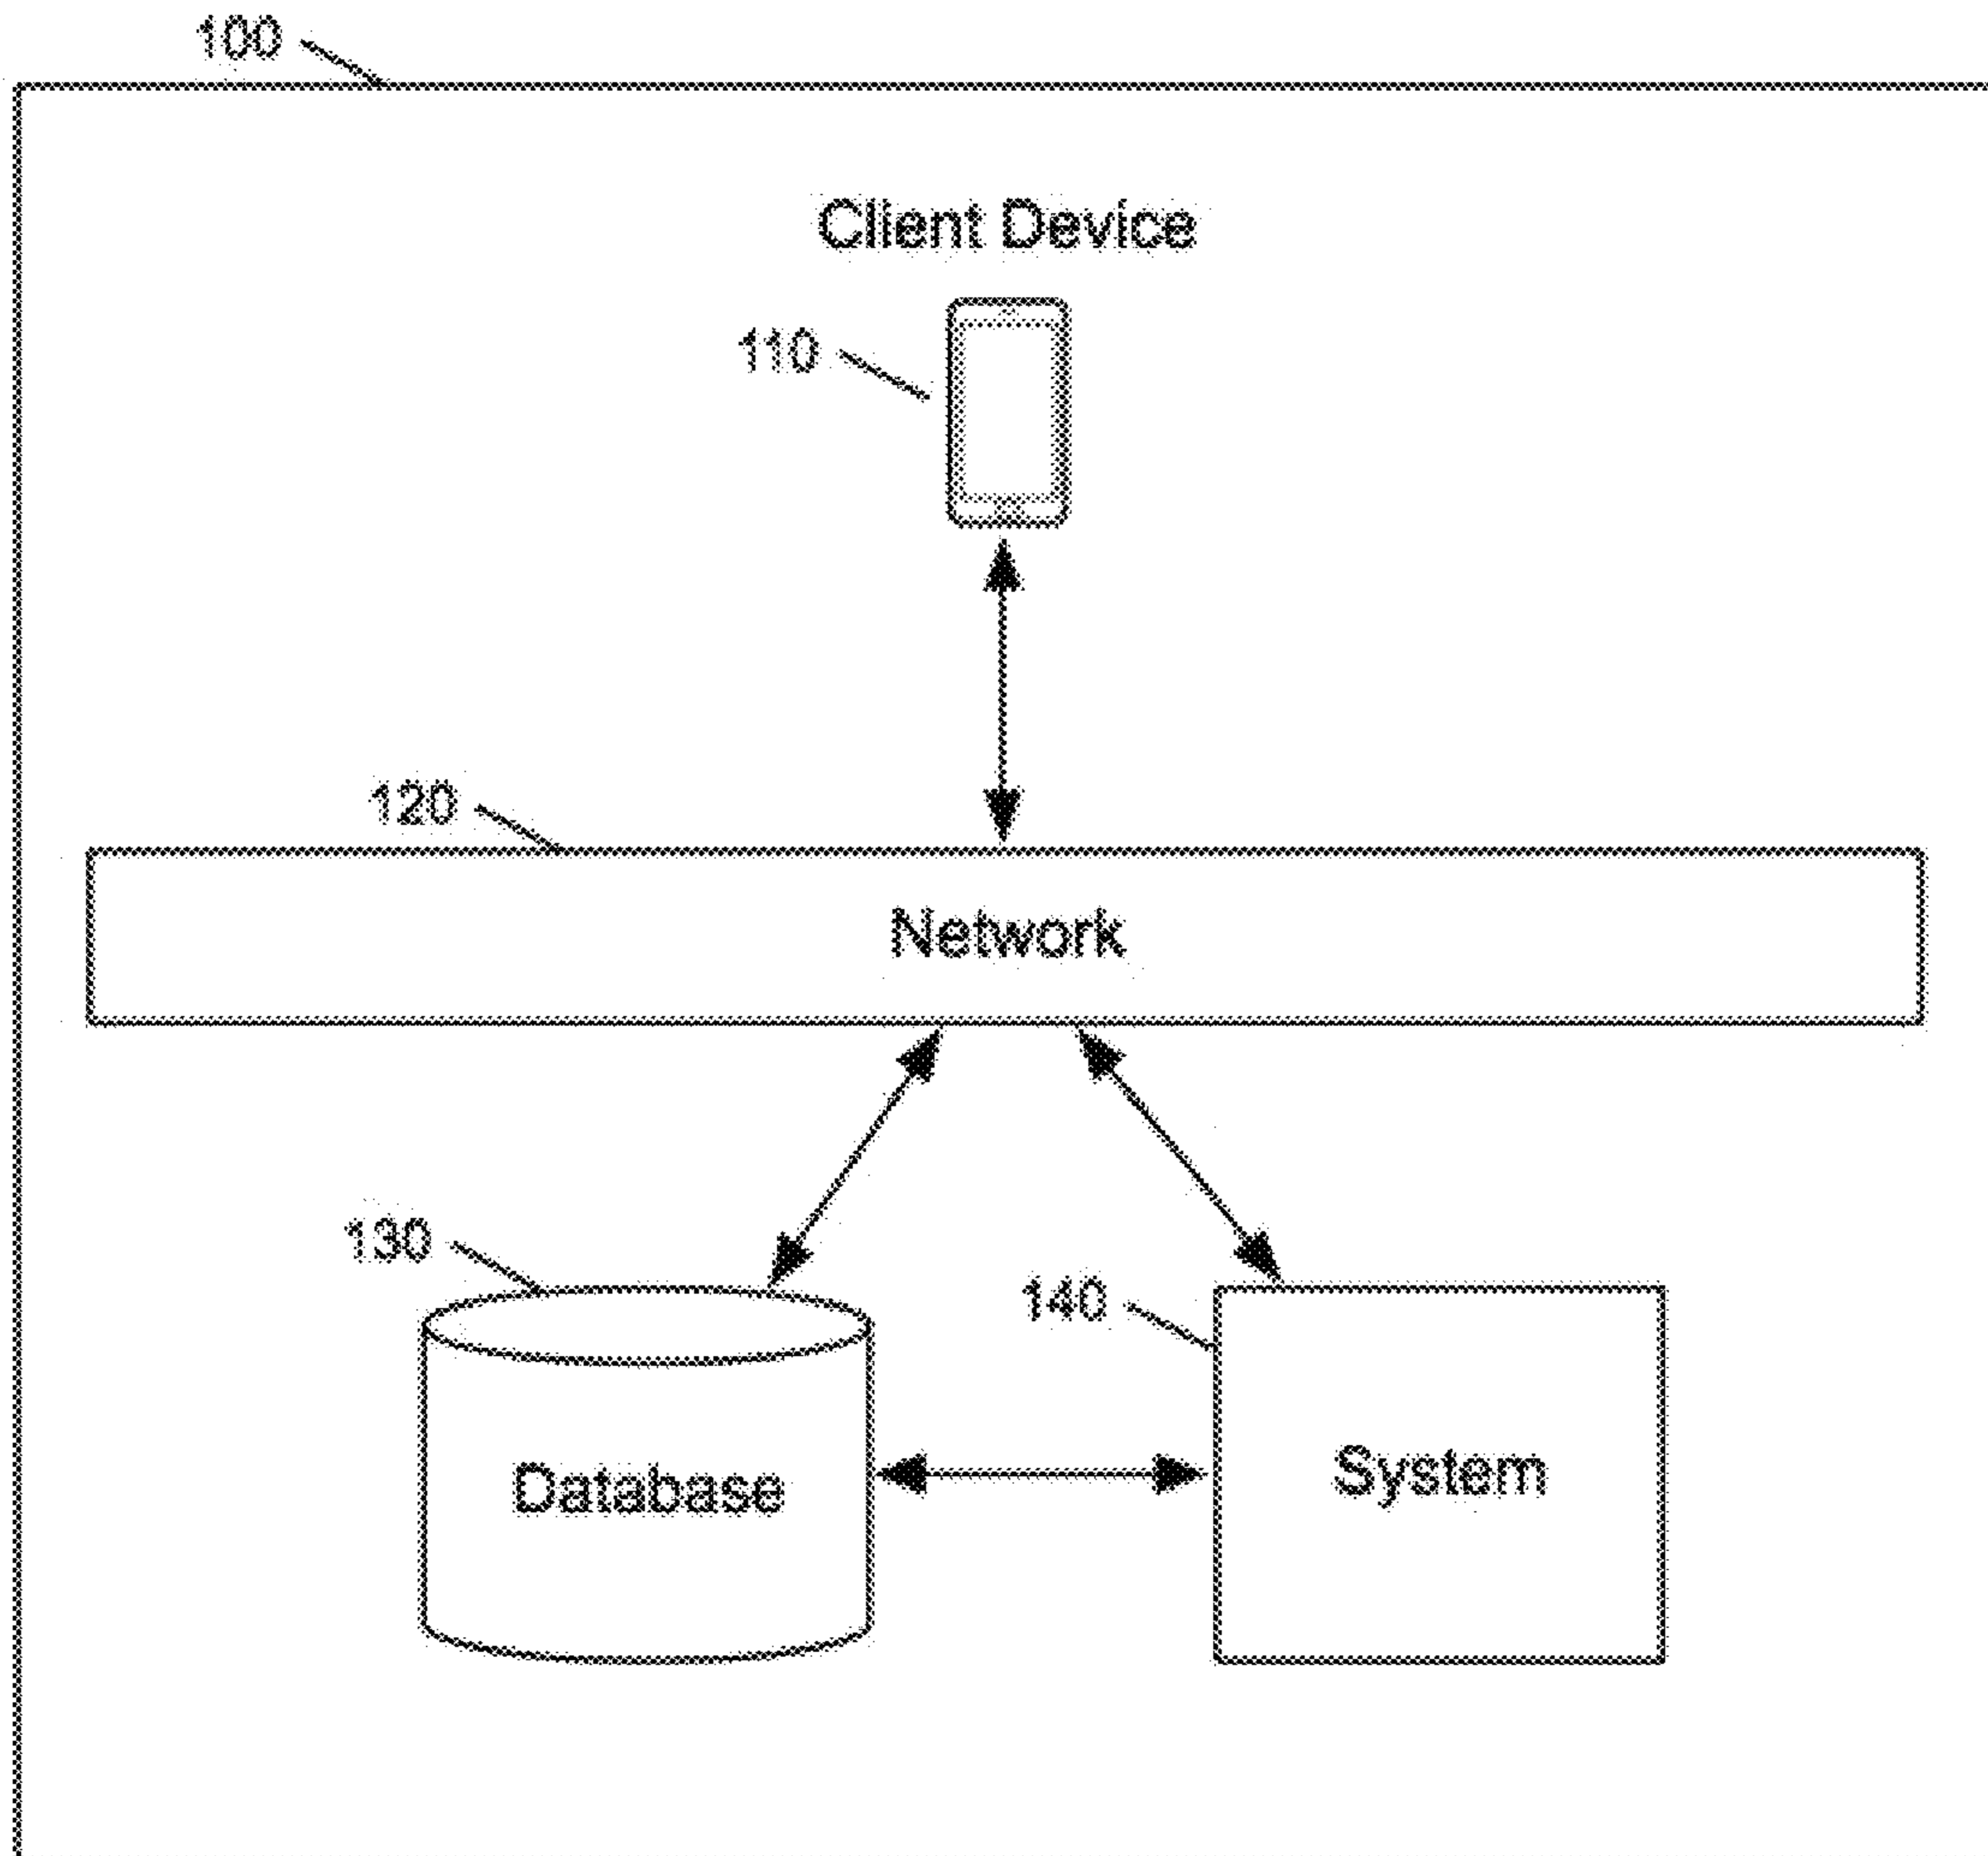 100
Client Device
110
120
Network
130
140
Database
System